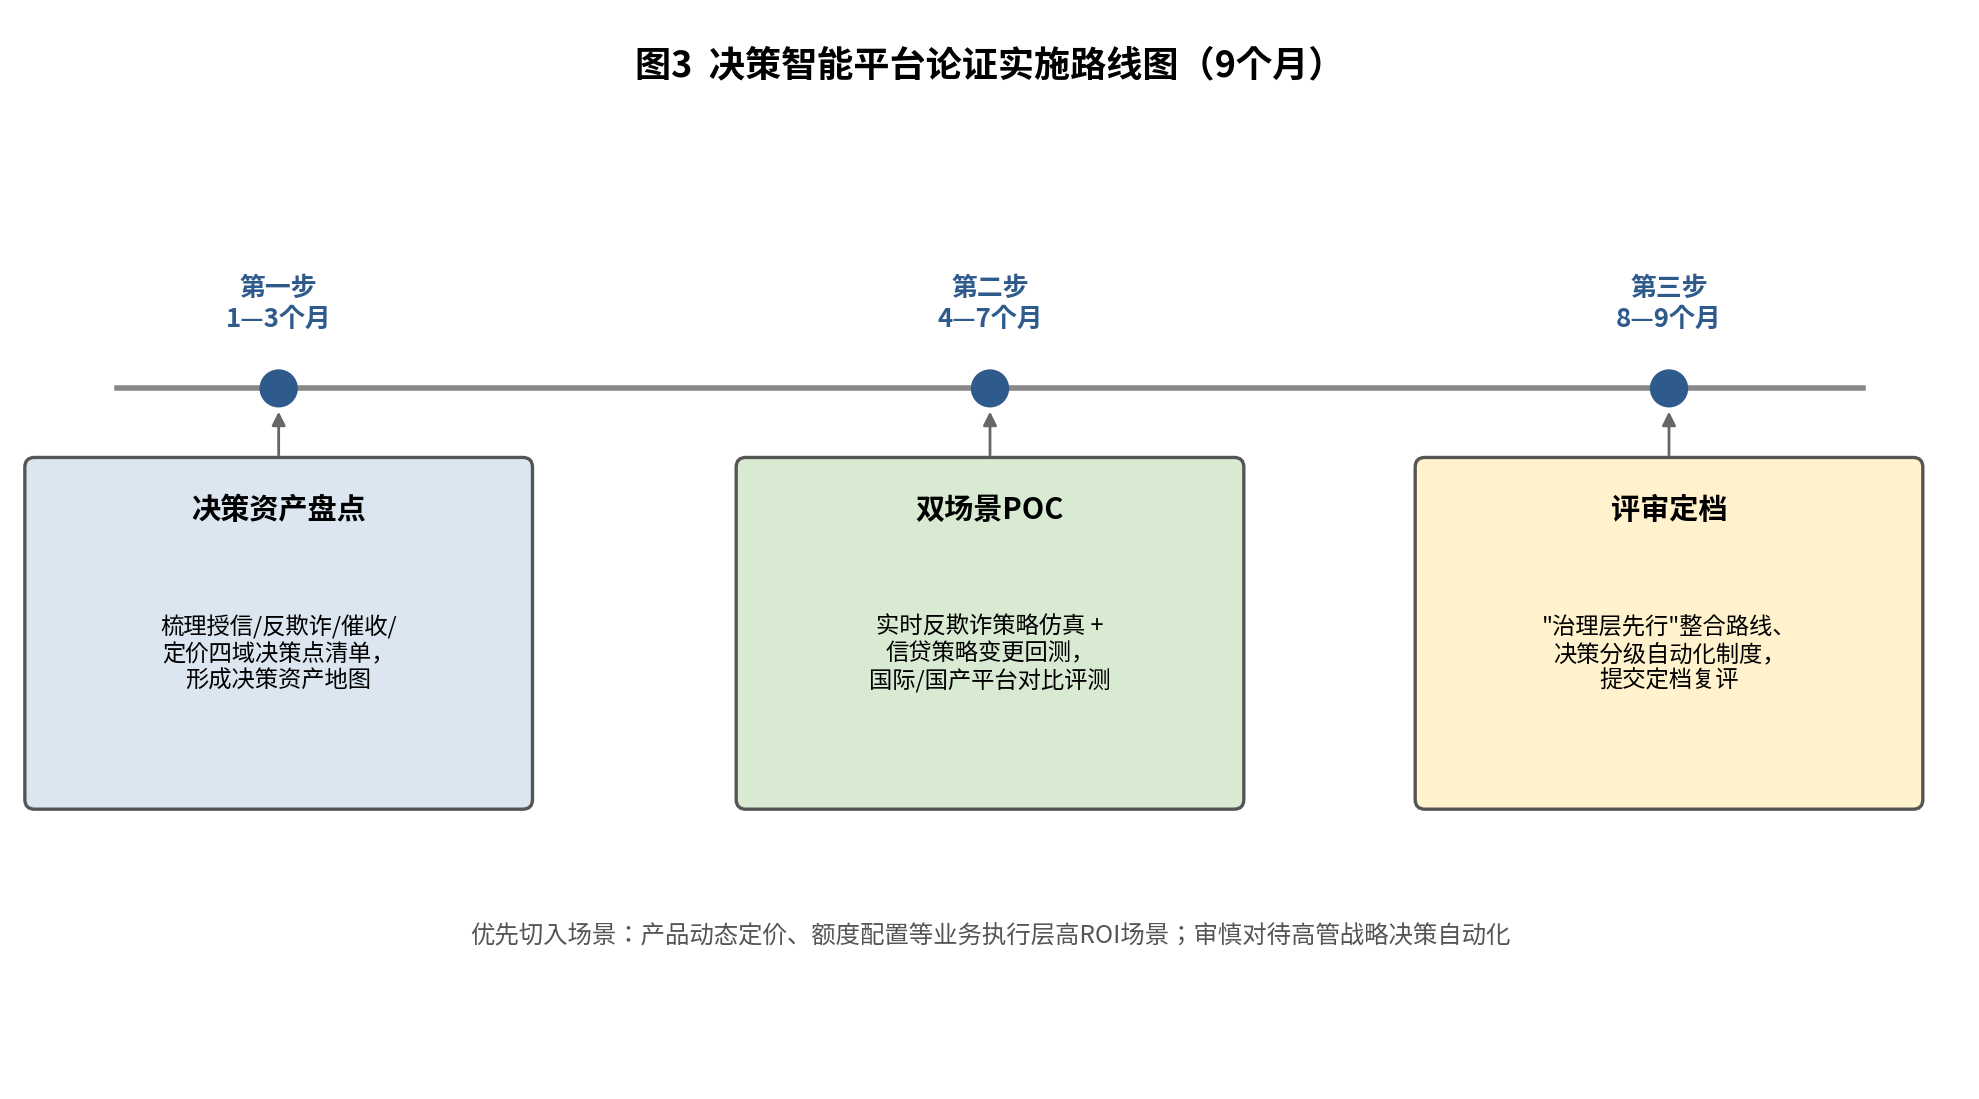 图3 决策智能平台论证实施路线图（9个月）
第一步
1—3个月
第二步
4—7个月
第三步
8—9个月
决策资产盘点
梳理授信/反欺诈/催收/
定价四域决策点清单，
形成决策资产地图
双场景POC
实时反欺诈策略仿真 +
信贷策略变更回测，
国际/国产平台对比评测
评审定档
"治理层先行"整合路线、
决策分级自动化制度，
提交定档复评
优先切入场景：产品动态定价、额度配置等业务执行层高ROI场景；审慎对待高管战略决策自动化